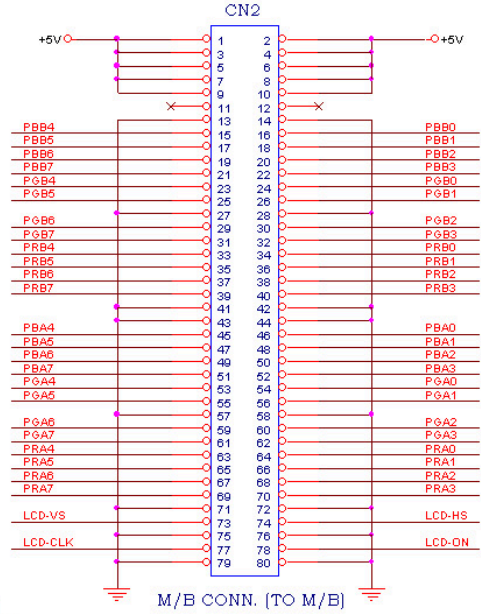 CN2
+5V 1 2 +5V
3 4
5 6
7 8
9 10
11 12
13 14
PBB4 15 16 PBB0
PBB5 17 18 PBB1
PBB6 19 20 PBB2
PBB7 21 22 PBB3
PGB4 23 24 PGB0
PGB5 25 26 PGB1
27 28
PGB6 29 30 PGB2
PGB7 31 32 PGB3
PRB4 33 34 PRB0
PRB5 35 36 PRB1
PRB6 37 38 PRB2
PRB7 39 40 PRB3
41 42
43 44
PBA4 45 46 PBA0
PBA5 47 48 PBA1
PBA6 49 50 PBA2
PBA7 51 52 PBA3
PGA4 53 54 PGA0
PGA5 55 56 PGA1
57 58
PGA6 59 60 PGA2
PGA7 61 62 PGA3
PRA4 63 64 PRA0
PRA5 65 66 PRA1
PRA6 67 68 PRA2
PRA7 69 70 PRA3
71 72
LCD-VS 73 74 LCD-HS
75 76
LCD-CLK 77 78 LCD-ON
79 80
M/B CONN. (TO M/B)